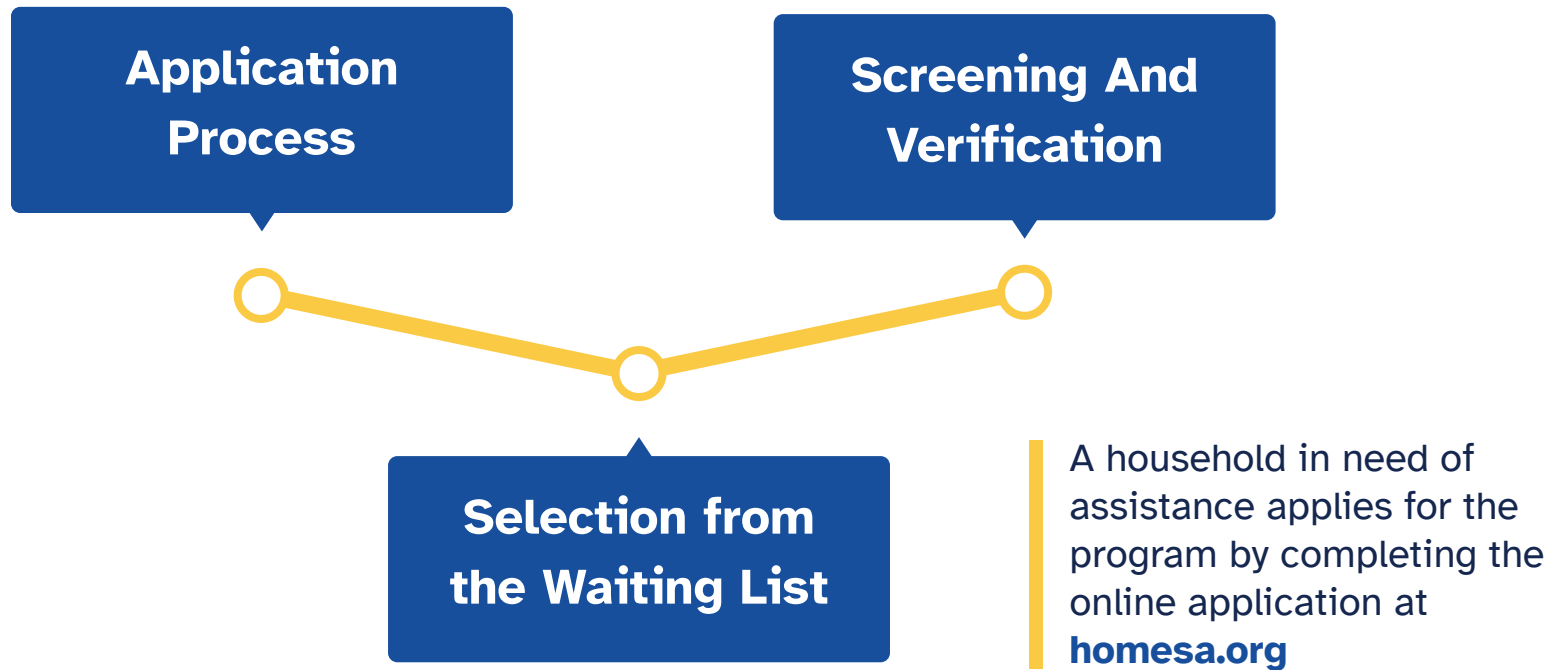 Application
Process
Screening And
Verification
Selection from
the Waiting List
A household in need of
assistance applies for the
program by completing the
online application at
homesa.org